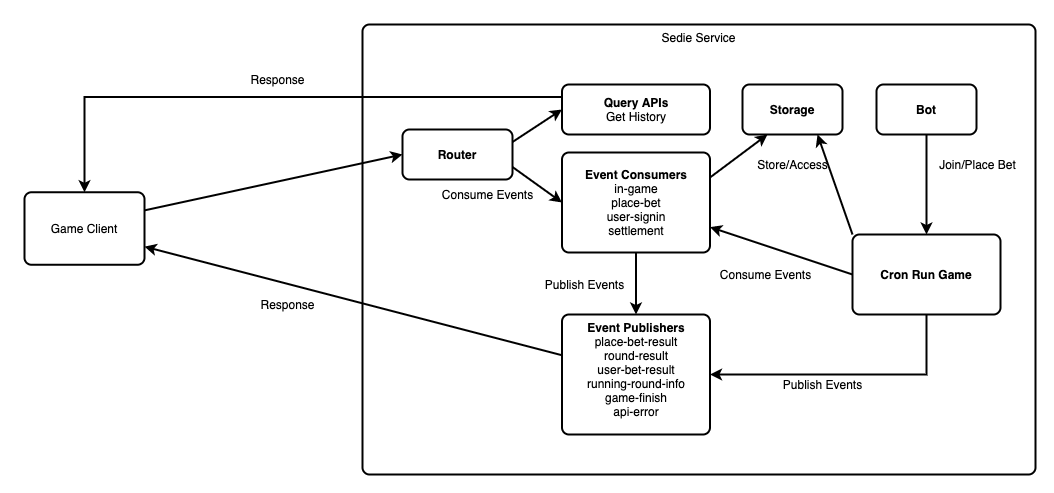 Sedie Service
Response
Query APIs
Get History
Storage
Bot
Router
Consume Events
Event Consumers
in-game
place-bet
user-signin
settlement
Store/Access
Join/Place Bet
Game Client
Cron Run Game
Consume Events
Publish Events
Response
Event Publishers
place-bet-result
round-result
user-bet-result
running-round-info
game-finish
api-error
Publish Events